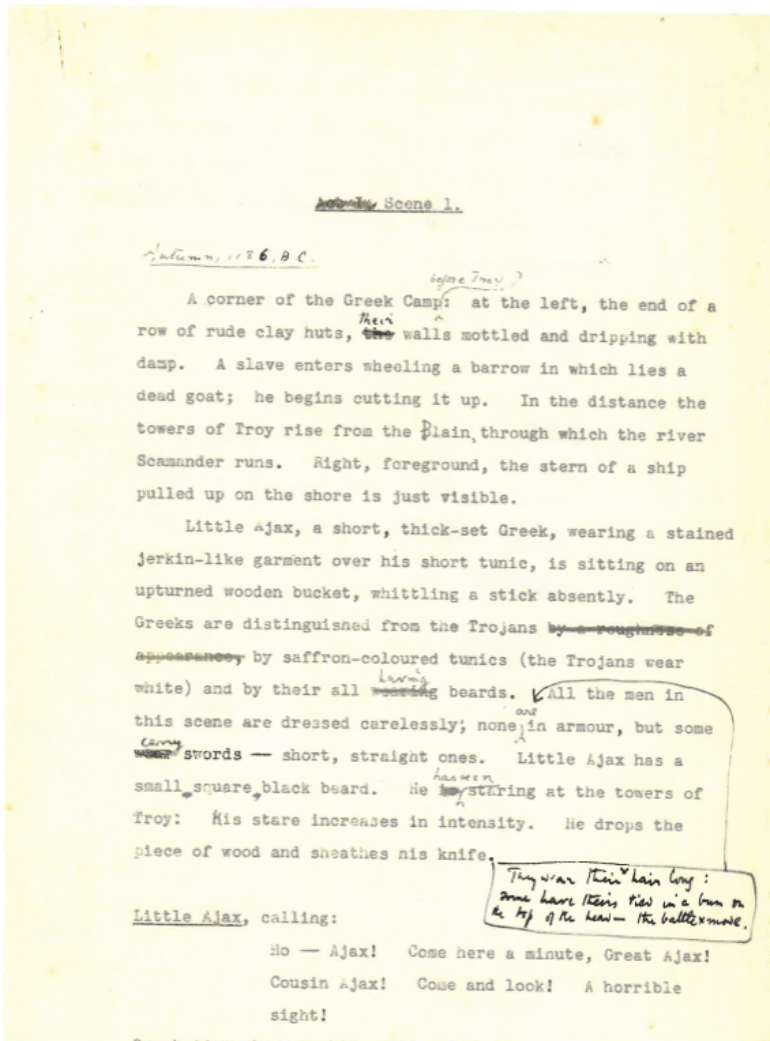 Scene 1.
Autumn, 1186, B.C.
before Troy?
A corner of the Greek Camp: at the left, the end of a
their
row of rude clay huts, the walls mottled and dripping with
damp. A slave enters wheeling a barrow in which lies a
dead goat; he begins cutting it up. In the distance the
towers of Troy rise from the Plain, through which the river
Scamander runs. Right, foreground, the stern of a ship
pulled up on the shore is just visible.
Little Ajax, a short, thick-set Greek, wearing a stained
jerkin-like garment over his short tunic, is sitting on an
upturned wooden bucket, whittling a stick absently. The
Greeks are distinguished from the Trojans by a roughness of
appearance, by saffron-coloured tunics (the Trojans wear
having
white) and by their all wearing beards. All the men in
are
this scene are dressed carelessly; none in armour, but some
carry
wear swords — short, straight ones. Little Ajax has a
has been
small, square, black beard. He is staring at the towers of
Troy: His stare increases in intensity. He drops the
piece of wood and sheathes his knife.
They wear their hair long:
some have theirs tied in a bun on
the top of the head — the battle mode.
Little Ajax, calling:
Ho — Ajax! Come here a minute, Great Ajax!
Cousin Ajax! Come and look! A horrible
sight!